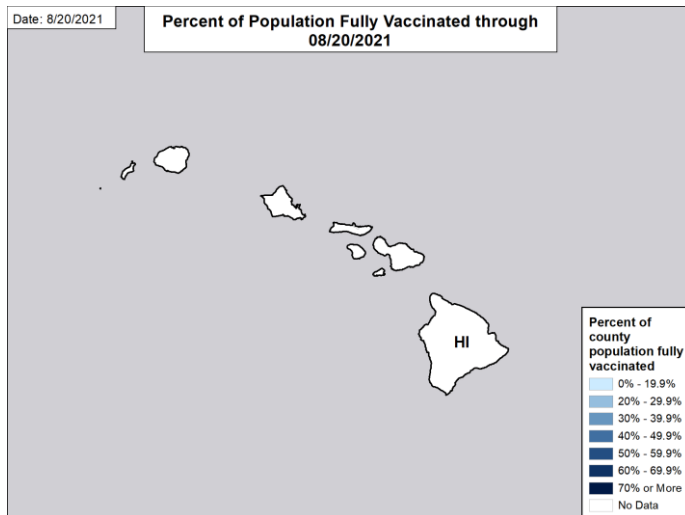 Date: 8/20/2021
Percent of Population Fully Vaccinated through
08/20/2021
HI
Percent of
county
population fully
vaccinated
0% - 19.9%
20% - 29.9%
30% - 39.9%
40% - 49.9%
50% - 59.9%
60% - 69.9%
70% or More
No Data